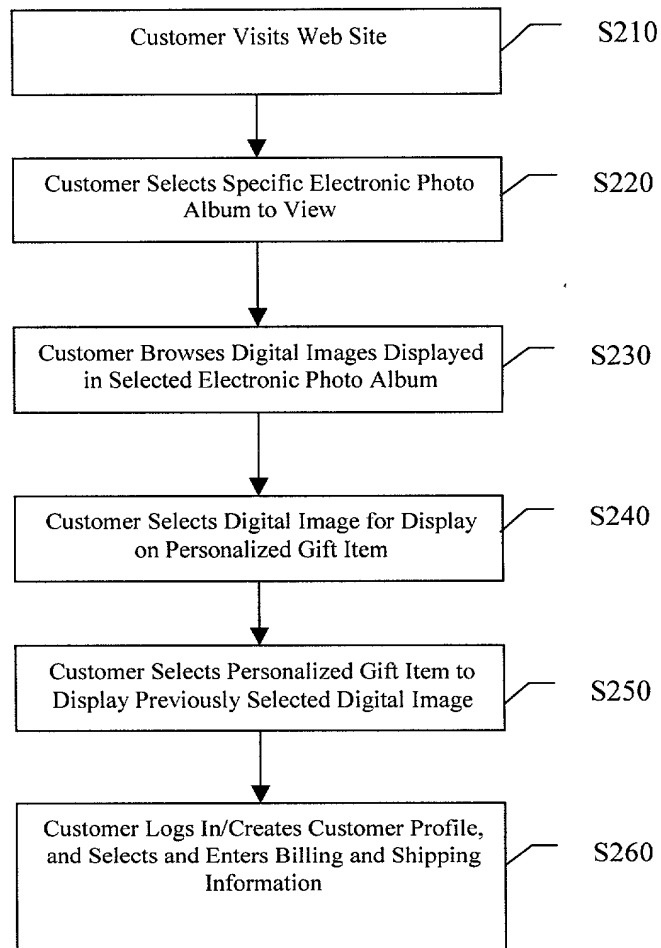 Customer Visits Web Site
S210
Customer Selects Specific Electronic Photo
Album to View
S220
Customer Browses Digital Images Displayed
in Selected Electronic Photo Album
S230
Customer Selects Digital Image for Display
on Personalized Gift Item
S240
Customer Selects Personalized Gift Item to
Display Previously Selected Digital Image
S250
Customer Logs In/Creates Customer Profile,
and Selects and Enters Billing and Shipping
Information
S260